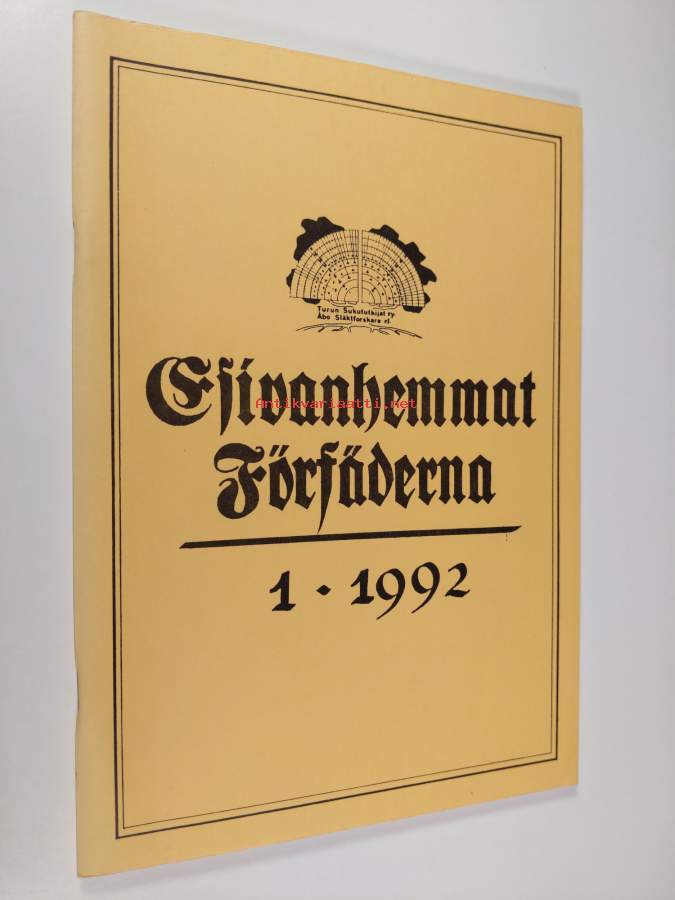 Turun Sukututkijat ry
Åbo Släktforskare rf.
Esivanhemmat
Antikvariaatti.net
Förfäderna
1 • 1992